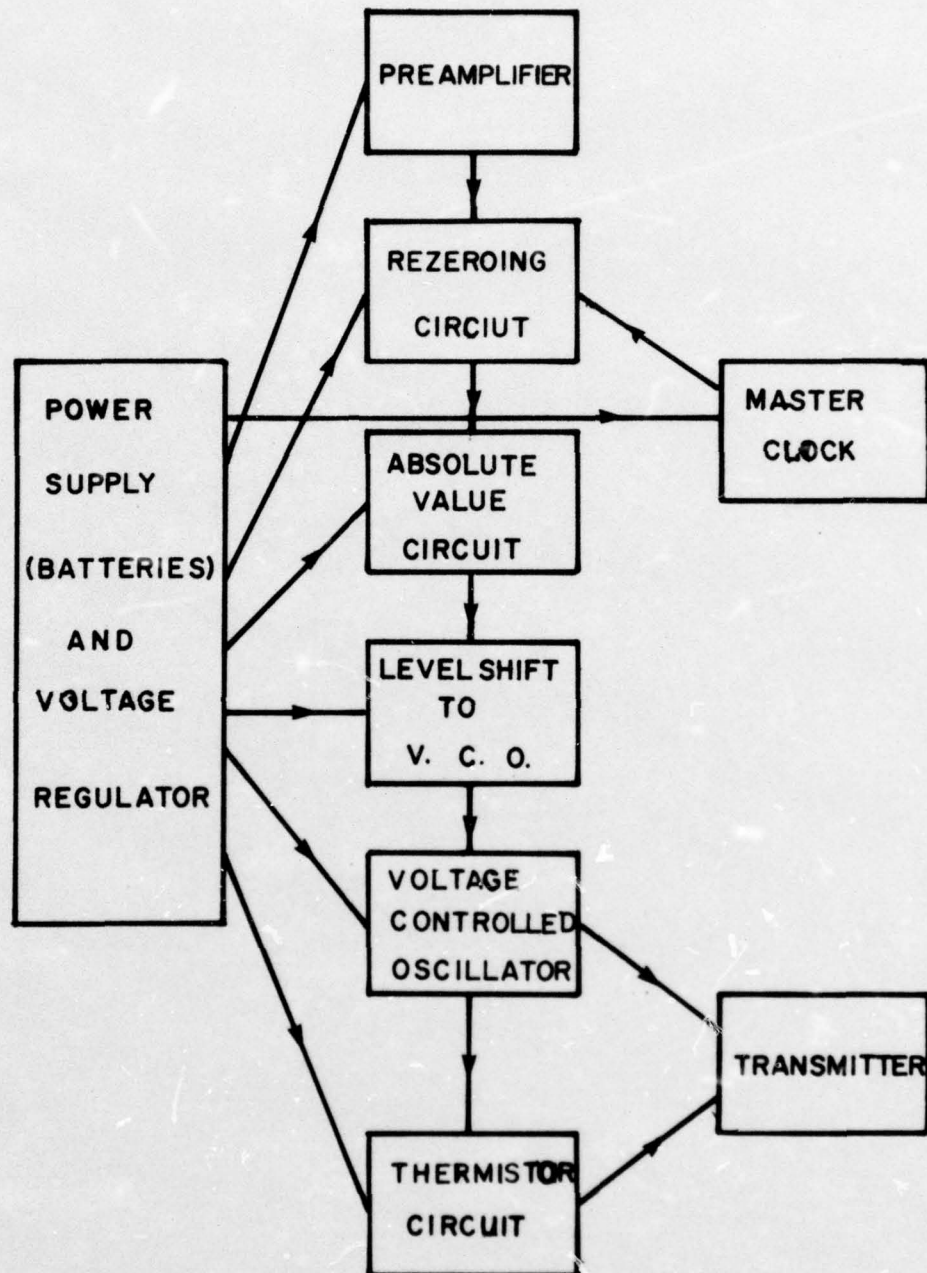 PREAMPLIFIER
REZEROING
CIRCIUT
POWER
SUPPLY
(BATTERIES)
AND
VOLTAGE
REGULATOR
MASTER
CLOCK
ABSOLUTE
VALUE
CIRCUIT
LEVEL SHIFT
TO
V. C. O.
VOLTAGE
CONTROLLED
OSCILLATOR
TRANSMITTER
THERMISTOR
CIRCUIT